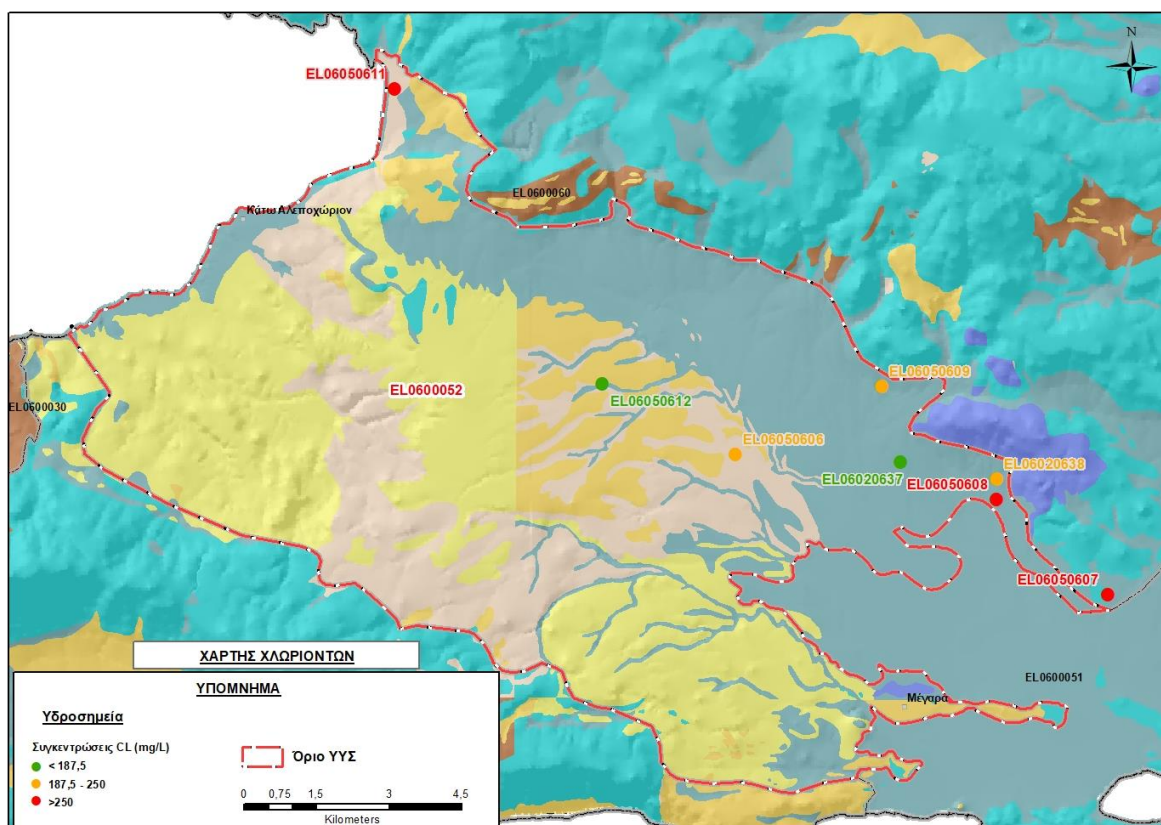 N
EL06050611
EL0600060
Κάτω Αλεποχώριον
EL06050609
EL0600052
EL0600030
EL06050612
EL06050606
EL06020638
EL06020637
EL06050608
EL06050607
ΧΑΡΤΗΣ ΧΛΩΡΙΟΝΤΩΝ
EL0600051
ΥΠΟΜΝΗΜΑ
Μέγαρά
Υδροσημεία
Συγκεντρώσεις CL (mg/L)
< 187,5
187,5 - 250
>250
Όριο ΥΥΣ
0 0,75 1,5 3 4,5
Kilometers